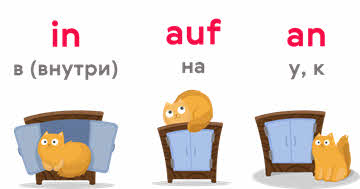 in
в (внутри)
auf
на
an
у, к